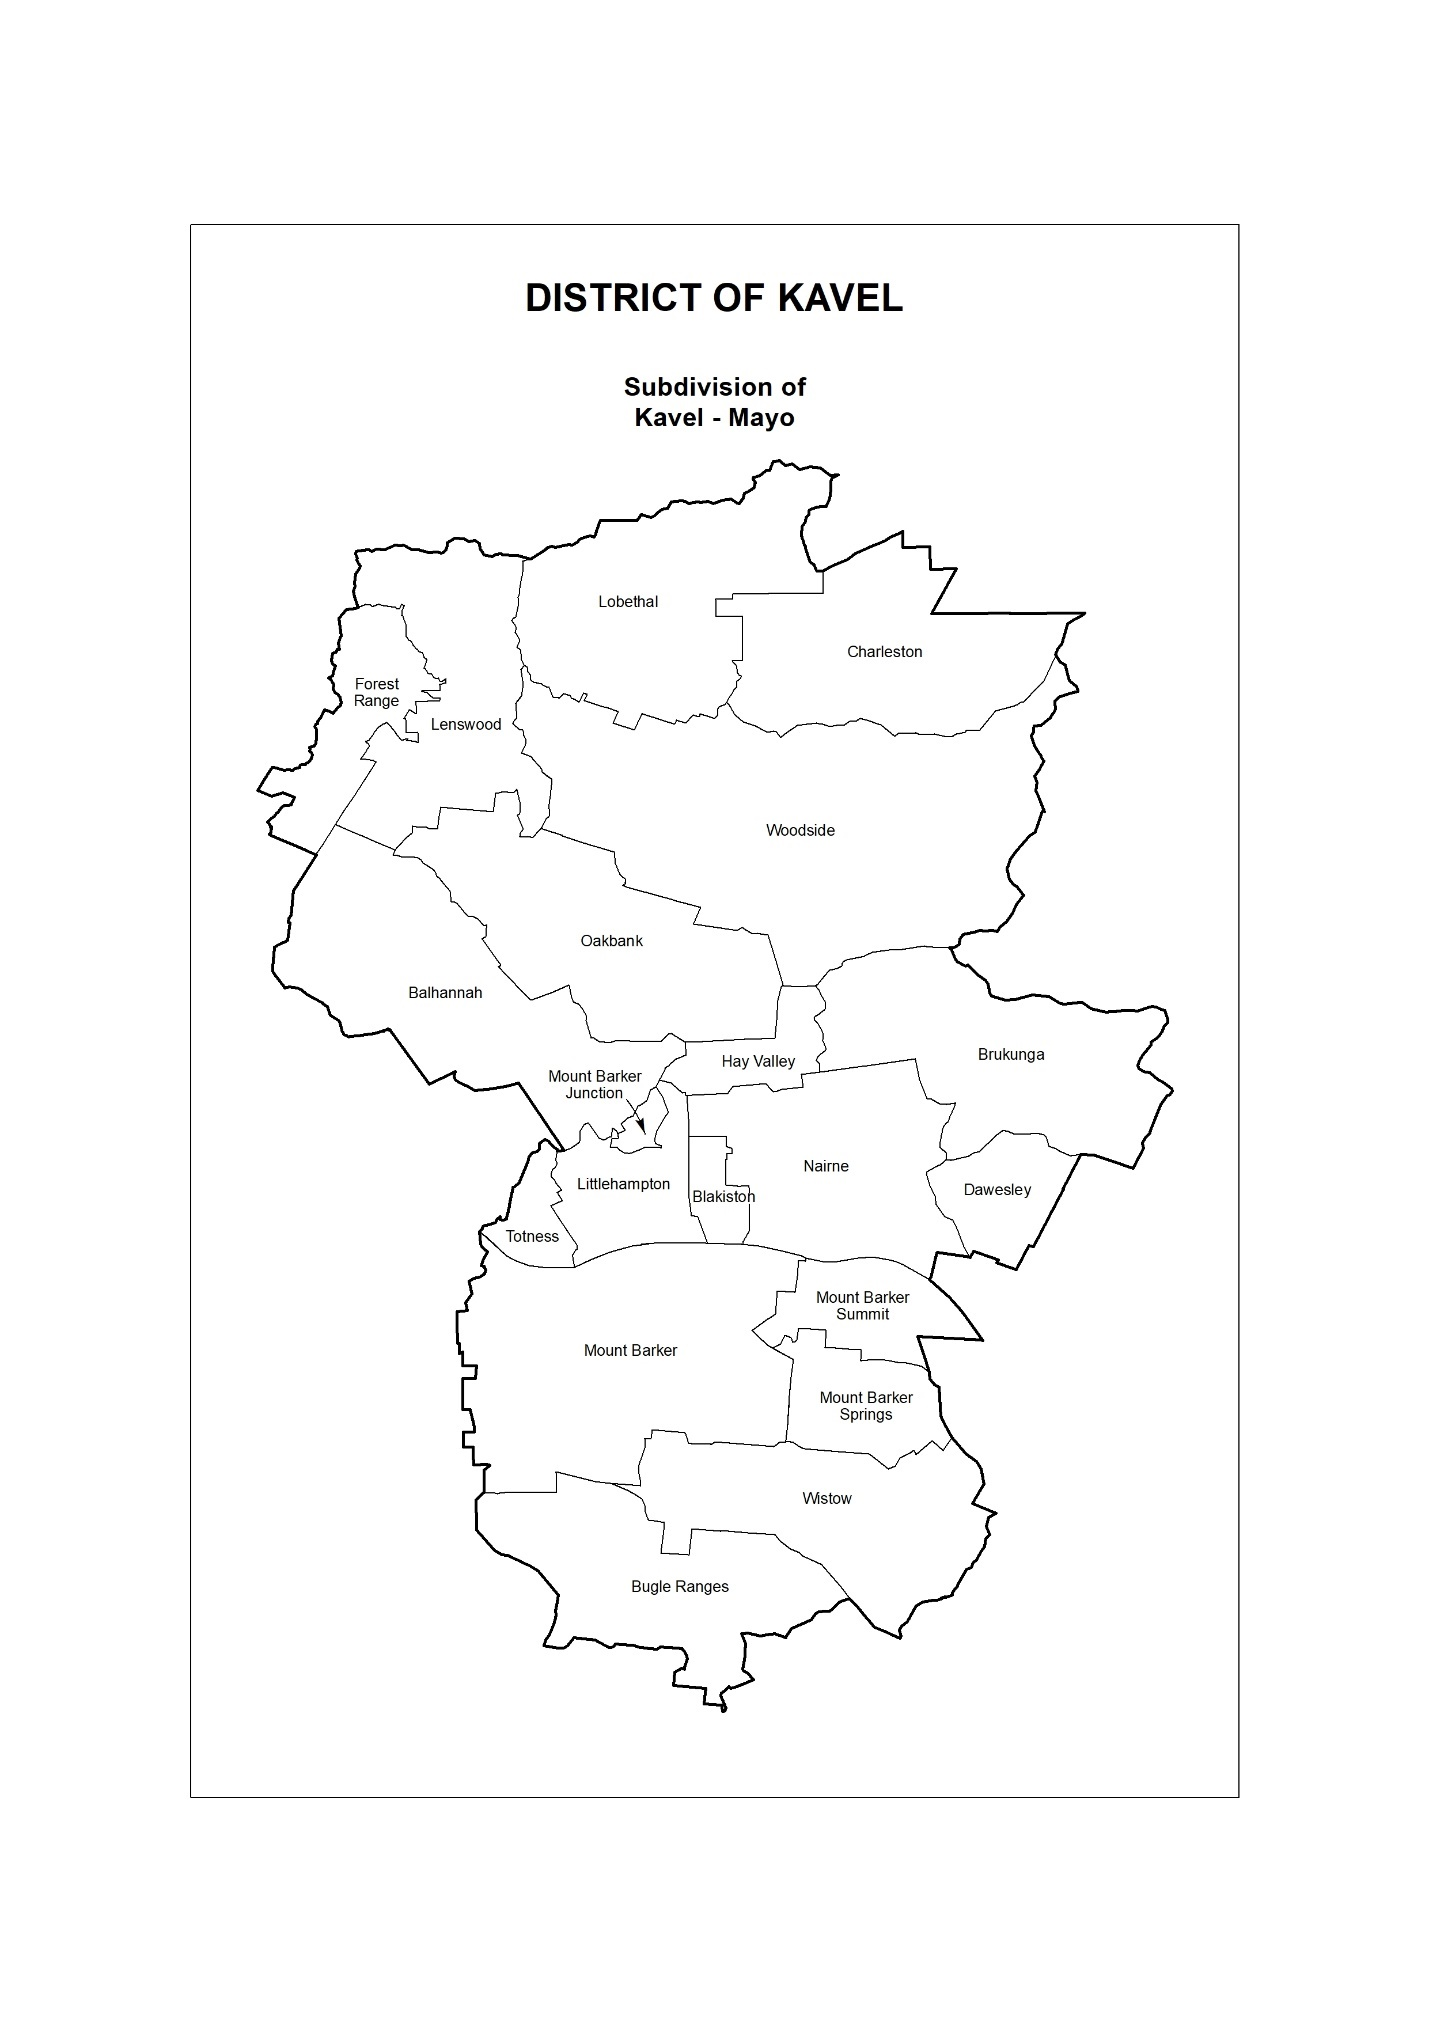 DISTRICT OF KAVEL
Subdivision of
Kavel - Mayo
Lobethal
Charleston
Forest
Range
Lenswood
Woodside
Oakbank
Balhannah
Brukunga
Hay Valley
Mount Barker
Junction
Nairne
Littlehampton
Dawesley
Blakiston
Totness
Mount Barker
Summit
Mount Barker
Mount Barker
Springs
Wistow
Bugle Ranges